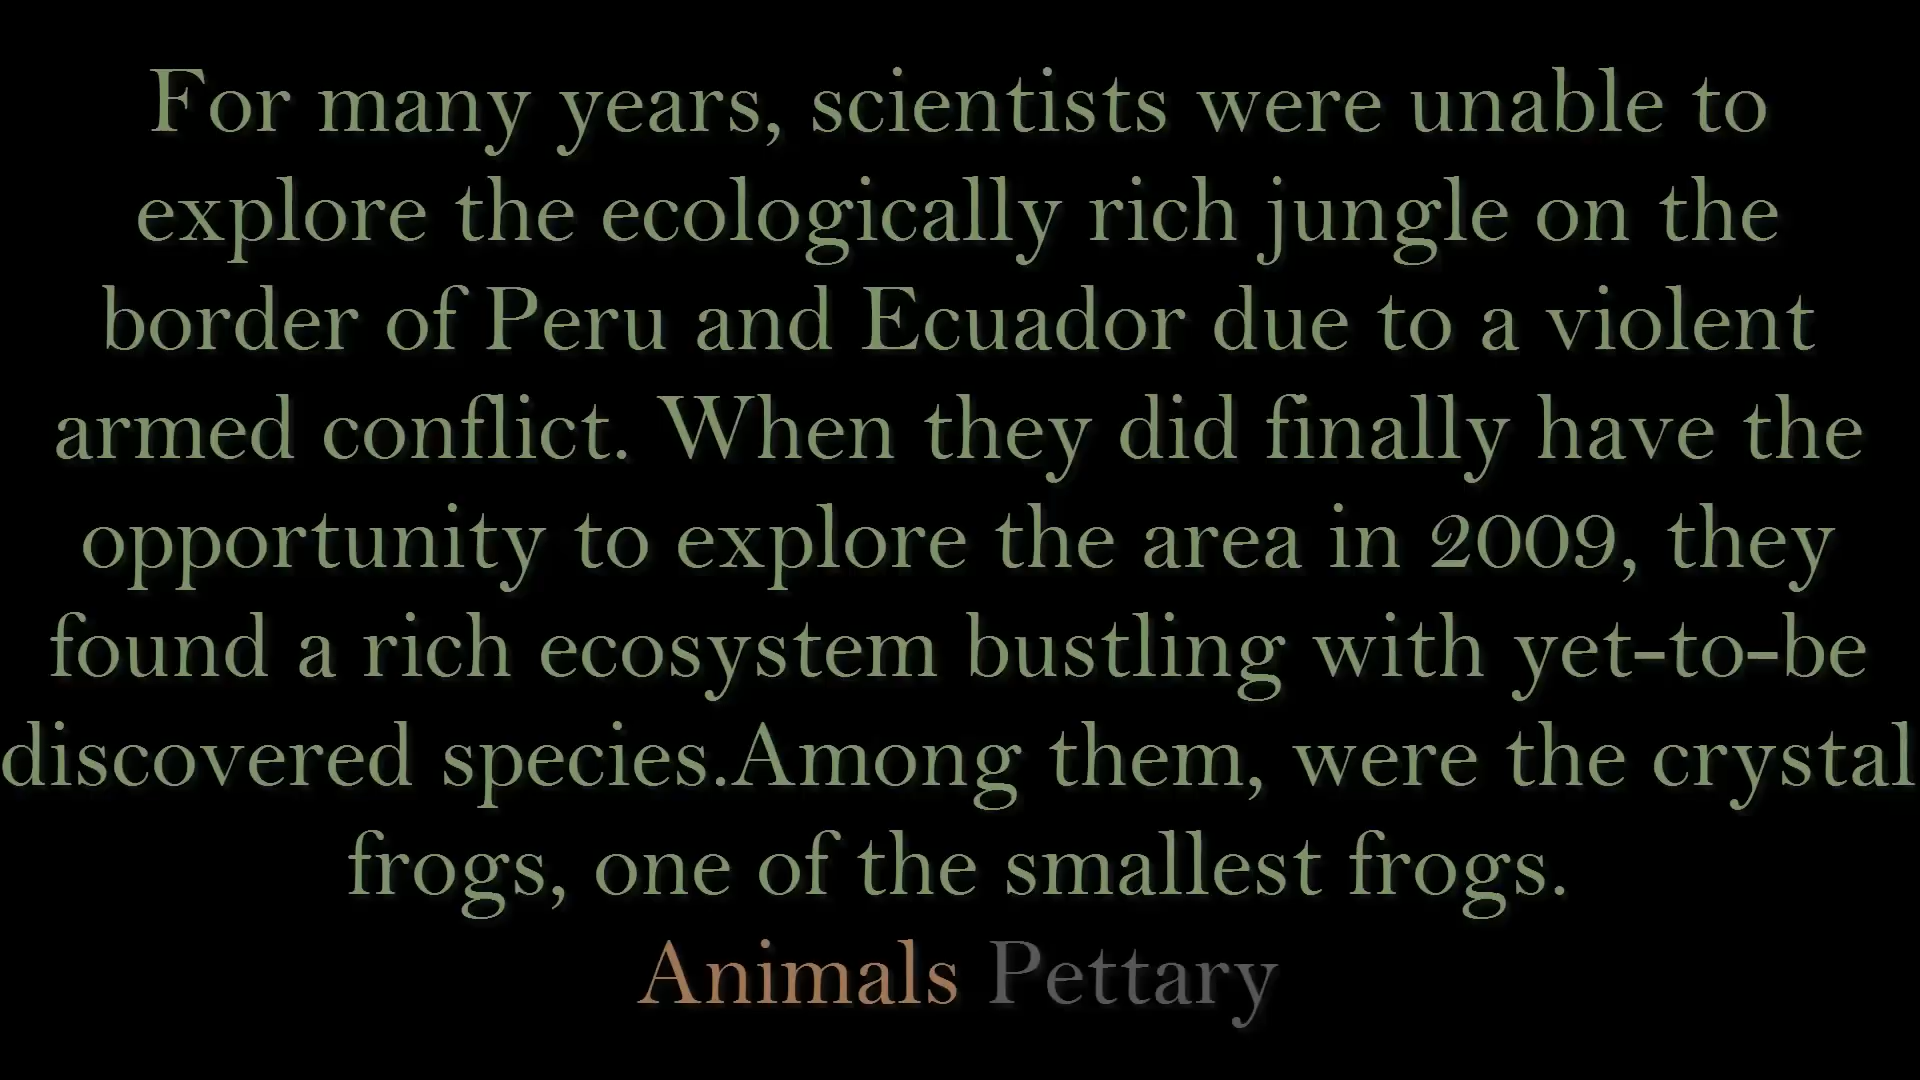 For many years, scientists were unable to
explore the ecologically rich jungle on the
border of Peru and Ecuador due to a violent
armed conflict. When they did finally have the
opportunity to explore the area in 2009, they
found a rich ecosystem bustling with yet-to-be
discovered species.Among them, were the crystal
frogs, one of the smallest frogs.
Animals Pettary